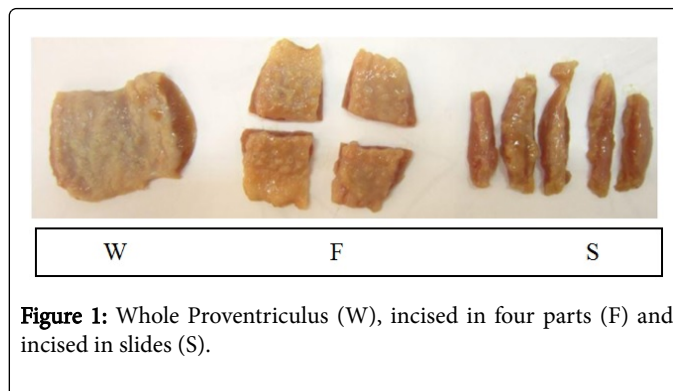 W F S
Figure 1: Whole Proventriculus (W), incised in four parts (F) and
incised in slides (S).